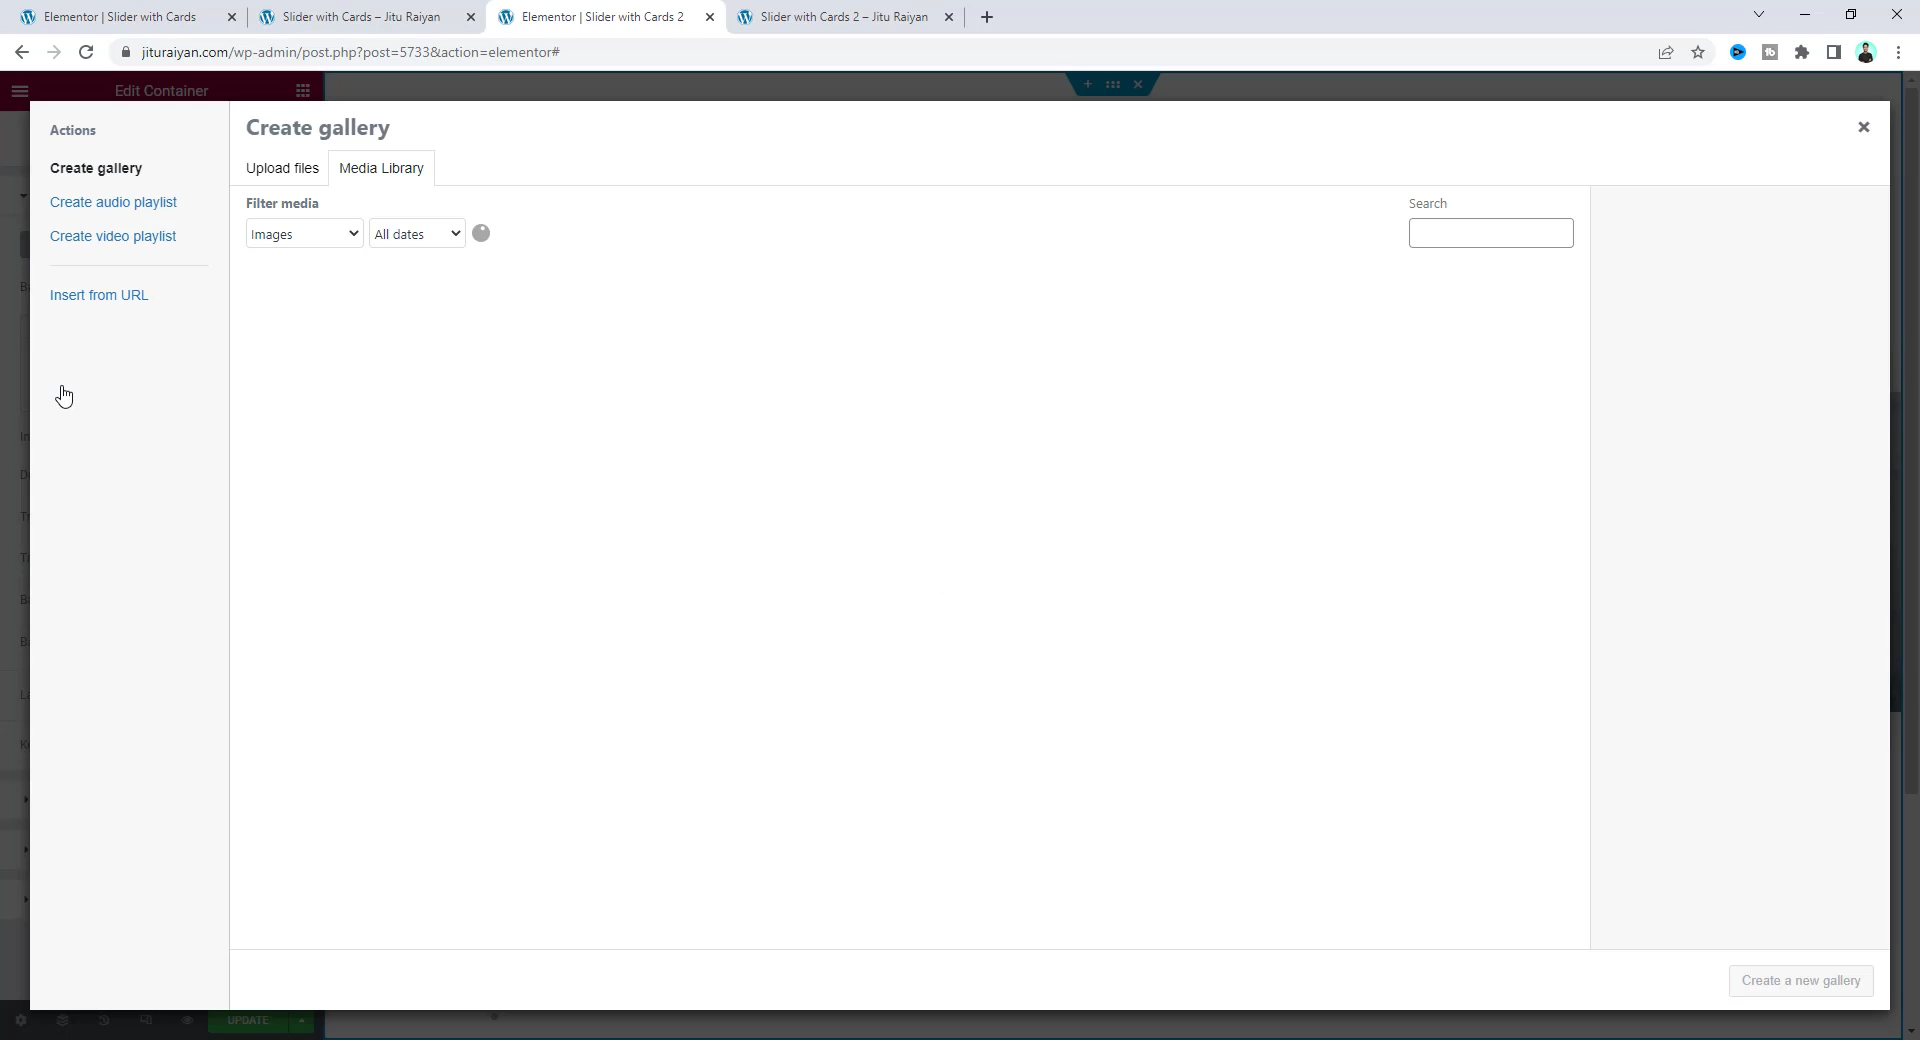 Elementor | Slider with Cards
Slider with Cards – Jitu Raiyan
Elementor | Slider with Cards 2
Slider with Cards 2 – Jitu Raiyan
jituraiyan.com/wp-admin/post.php?post=5733&action=elementor#
Edit Container
Actions
Create gallery
Create audio playlist
Create video playlist
Insert from URL
Create gallery
Upload files
Media Library
Filter media
Images
All dates
Search
Create a new gallery
UPDATE